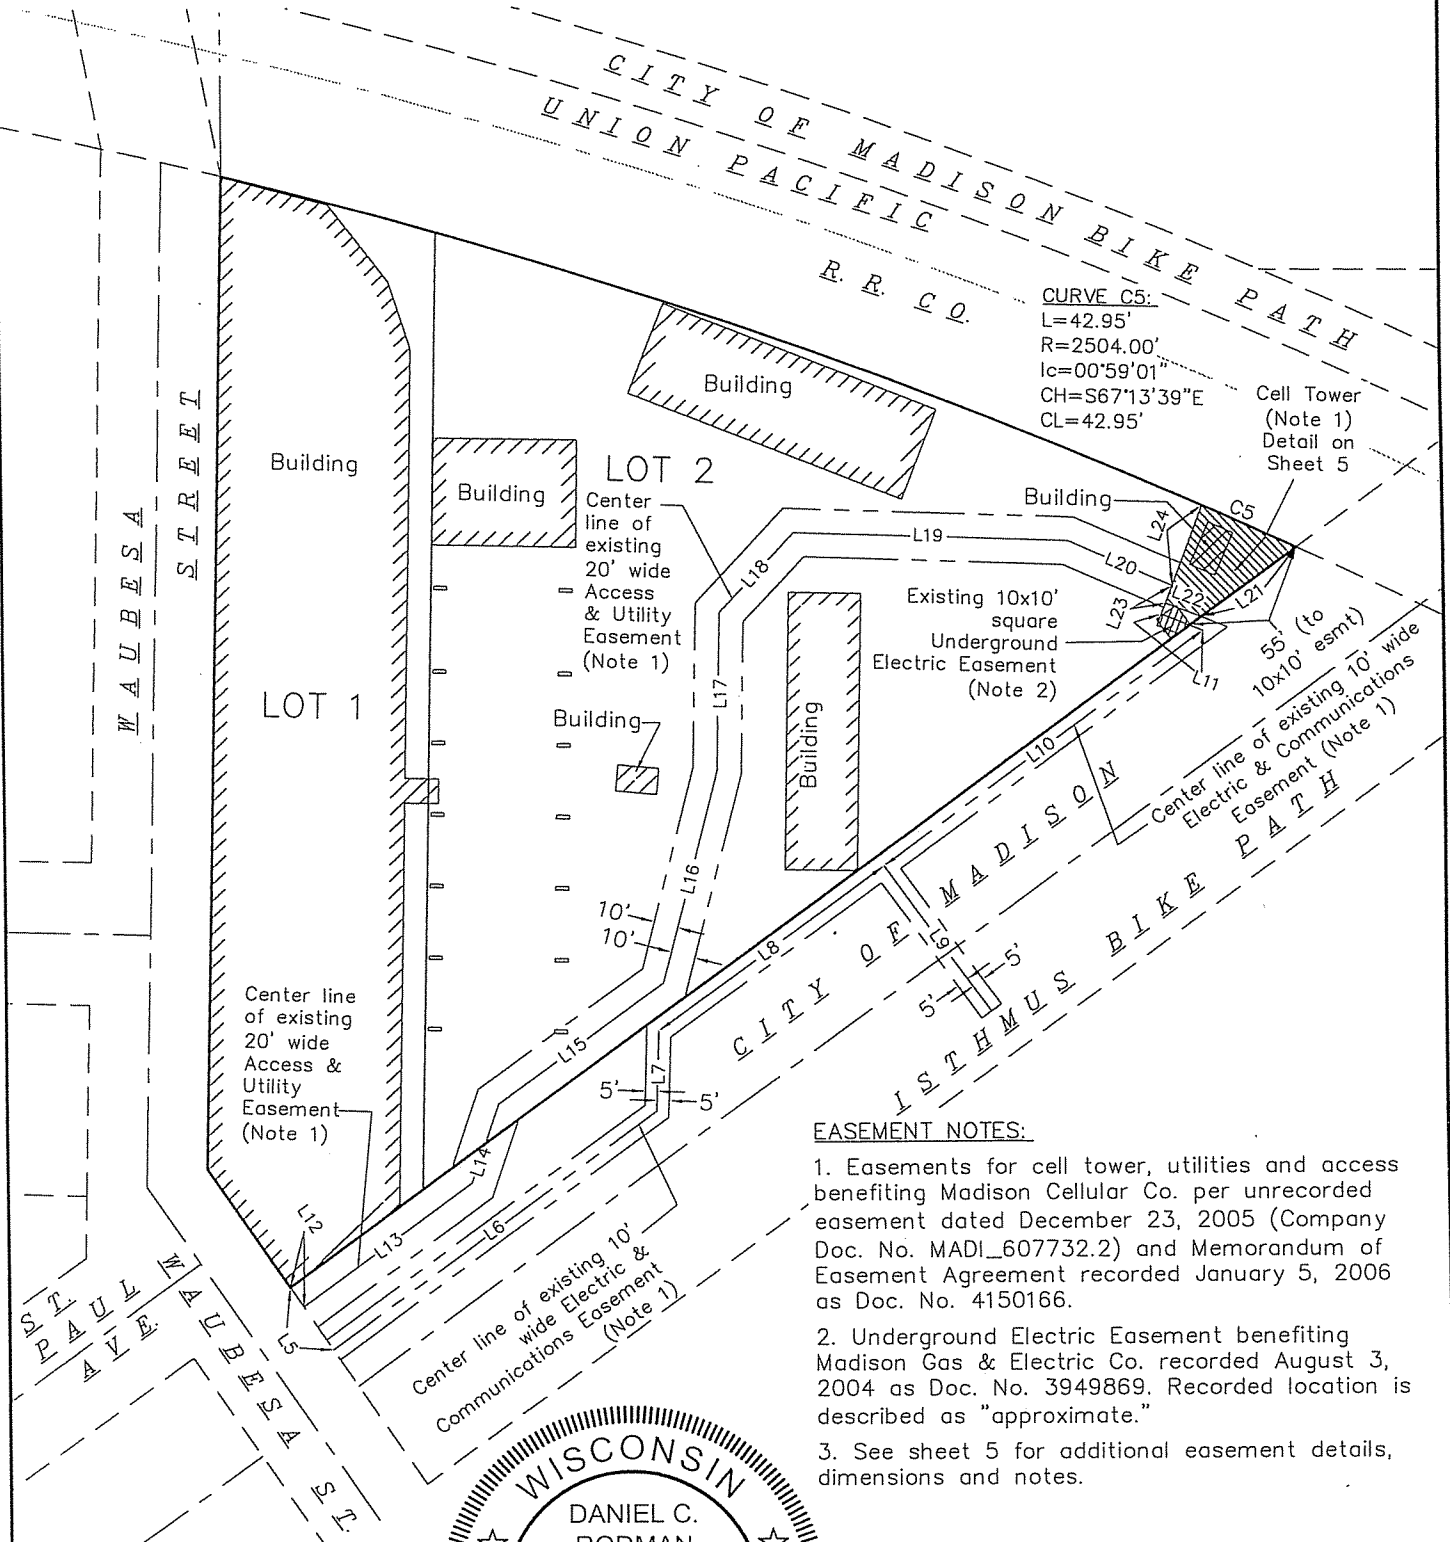 CITY OF MADISON BIKE PATH
UNION PACIFIC
R. R. CO.
CURVE C5:
L=42.95'
R=2504.00'
Ic=00°59'01"
CH=S67°13'39"E
CL=42.95'
Cell Tower
(Note 1)
Detail on
Sheet 5
WAUBESA
STREET
Building
Building
Building
LOT 2
Center
line of
existing
20' wide
Access
& Utility
Easement
(Note 1)
Building
C5
L24
L19
L18
L20
L22
L21
L23
Existing 10x10'
square
Underground
Electric Easement
(Note 2)
55' (to
10x10' esmt)
L11
L17
LOT 1
Building
Building
L10
Center line of existing 10' wide
Electric & Communications
Easement (Note 1)
L16
10'
10'
L8
L9
5'
5'
CITY OF MADISON
ISTHMUS BIKE PATH
Center line
of existing
20' wide
Access &
Utility
Easement
(Note 1)
L15
L7
5'
5'
L14
L12
L13
L6
L5
Center line of existing 10'
wide Electric &
Communications Easement
(Note 1)
ST.
PAUL
AVE.
WAUBESA ST.
EASEMENT NOTES:
1. Easements for cell tower, utilities and access
benefiting Madison Cellular Co. per unrecorded
easement dated December 23, 2005 (Company
Doc. No. MADI_607732.2) and Memorandum of
Easement Agreement recorded January 5, 2006
as Doc. No. 4150166.
2. Underground Electric Easement benefiting
Madison Gas & Electric Co. recorded August 3,
2004 as Doc. No. 3949869. Recorded location is
described as "approximate."
3. See sheet 5 for additional easement details,
dimensions and notes.
WISCONSIN
DANIEL C.